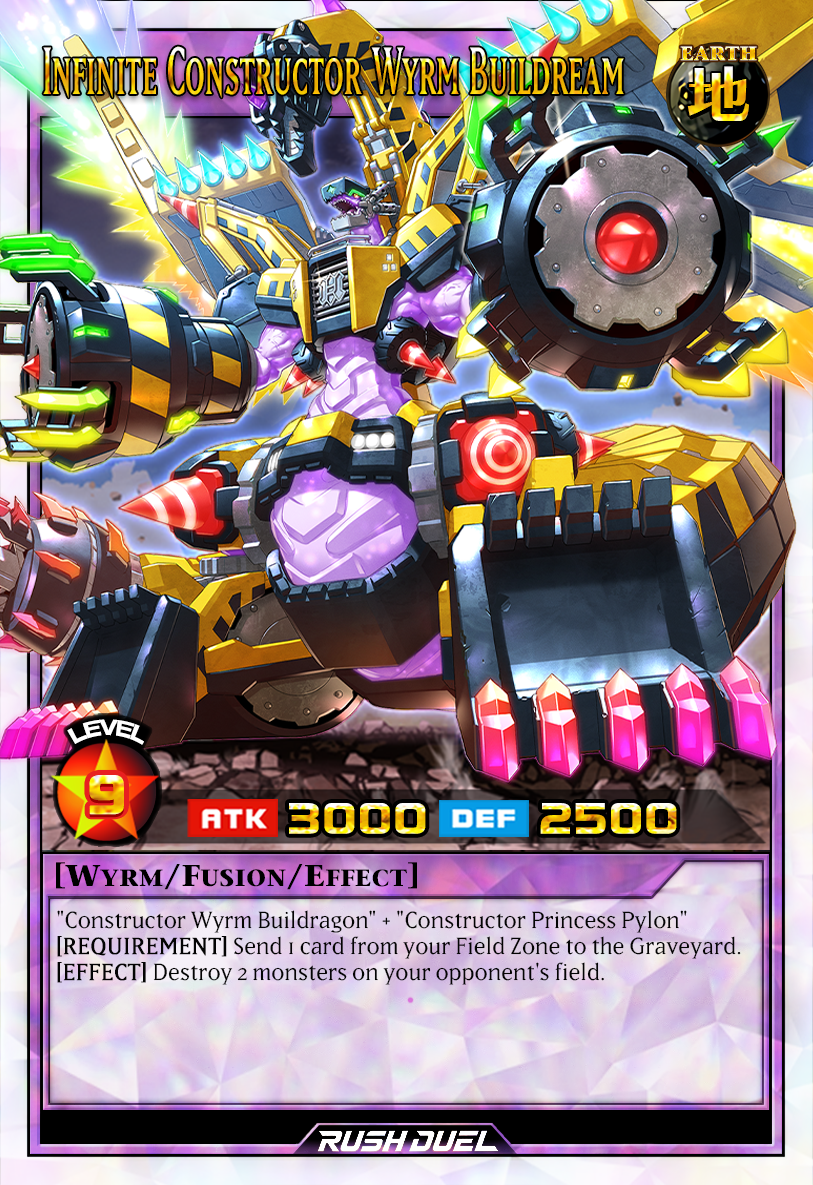 Infinite Constructor Wyrm Buildream
EARTH
地
LEVEL
9
ATK 3000 DEF 2500
[Wyrm/Fusion/Effect]
"Constructor Wyrm Buildragon" + "Constructor Princess Pylon"
[REQUIREMENT] Send 1 card from your Field Zone to the Graveyard.
[EFFECT] Destroy 2 monsters on your opponent's field.
RUSH DUEL